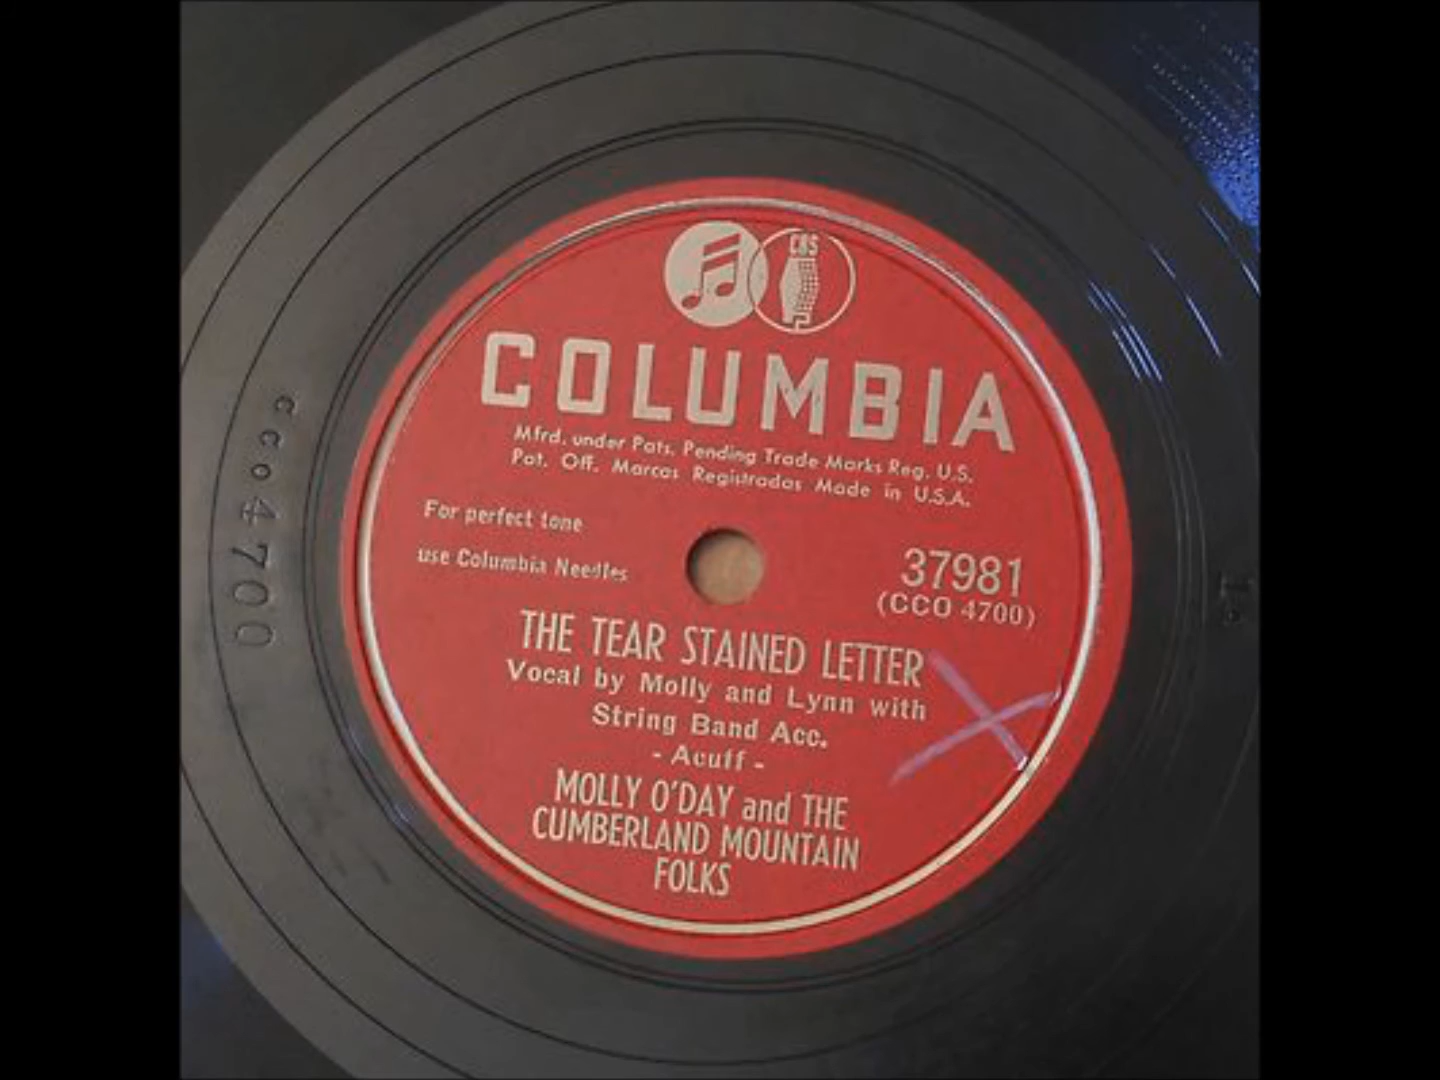 CBS
COLUMBIA
Mfrd. under Pats. Pending Trade Marks Reg. U.S.
Pat. Off. Marcas Registradas Made in U.S.A.
For perfect tone
use Columbia Needles
37981
(CCO 4700)
THE TEAR STAINED LETTER
Vocal by Molly and Lynn with
String Band Acc.
- Acuff -
MOLLY O'DAY and THE
CUMBERLAND MOUNTAIN
FOLKS
CCO4700